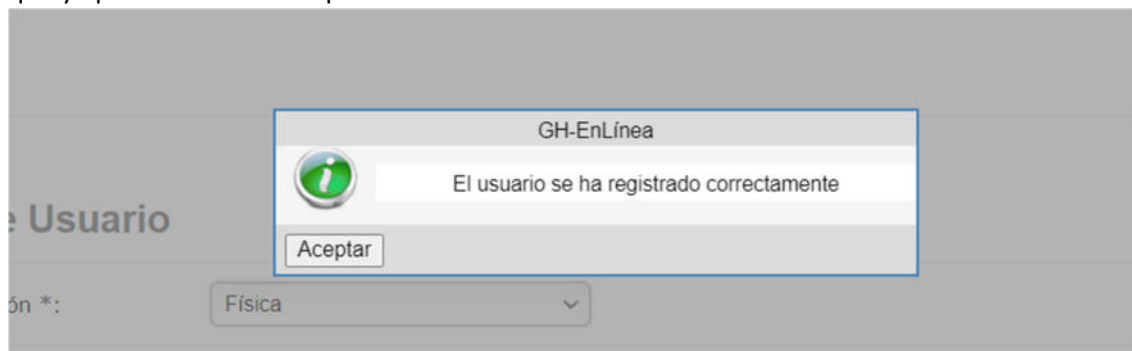 GH-EnLínea
El usuario se ha registrado correctamente
Usuario
Aceptar
ón *:
Física